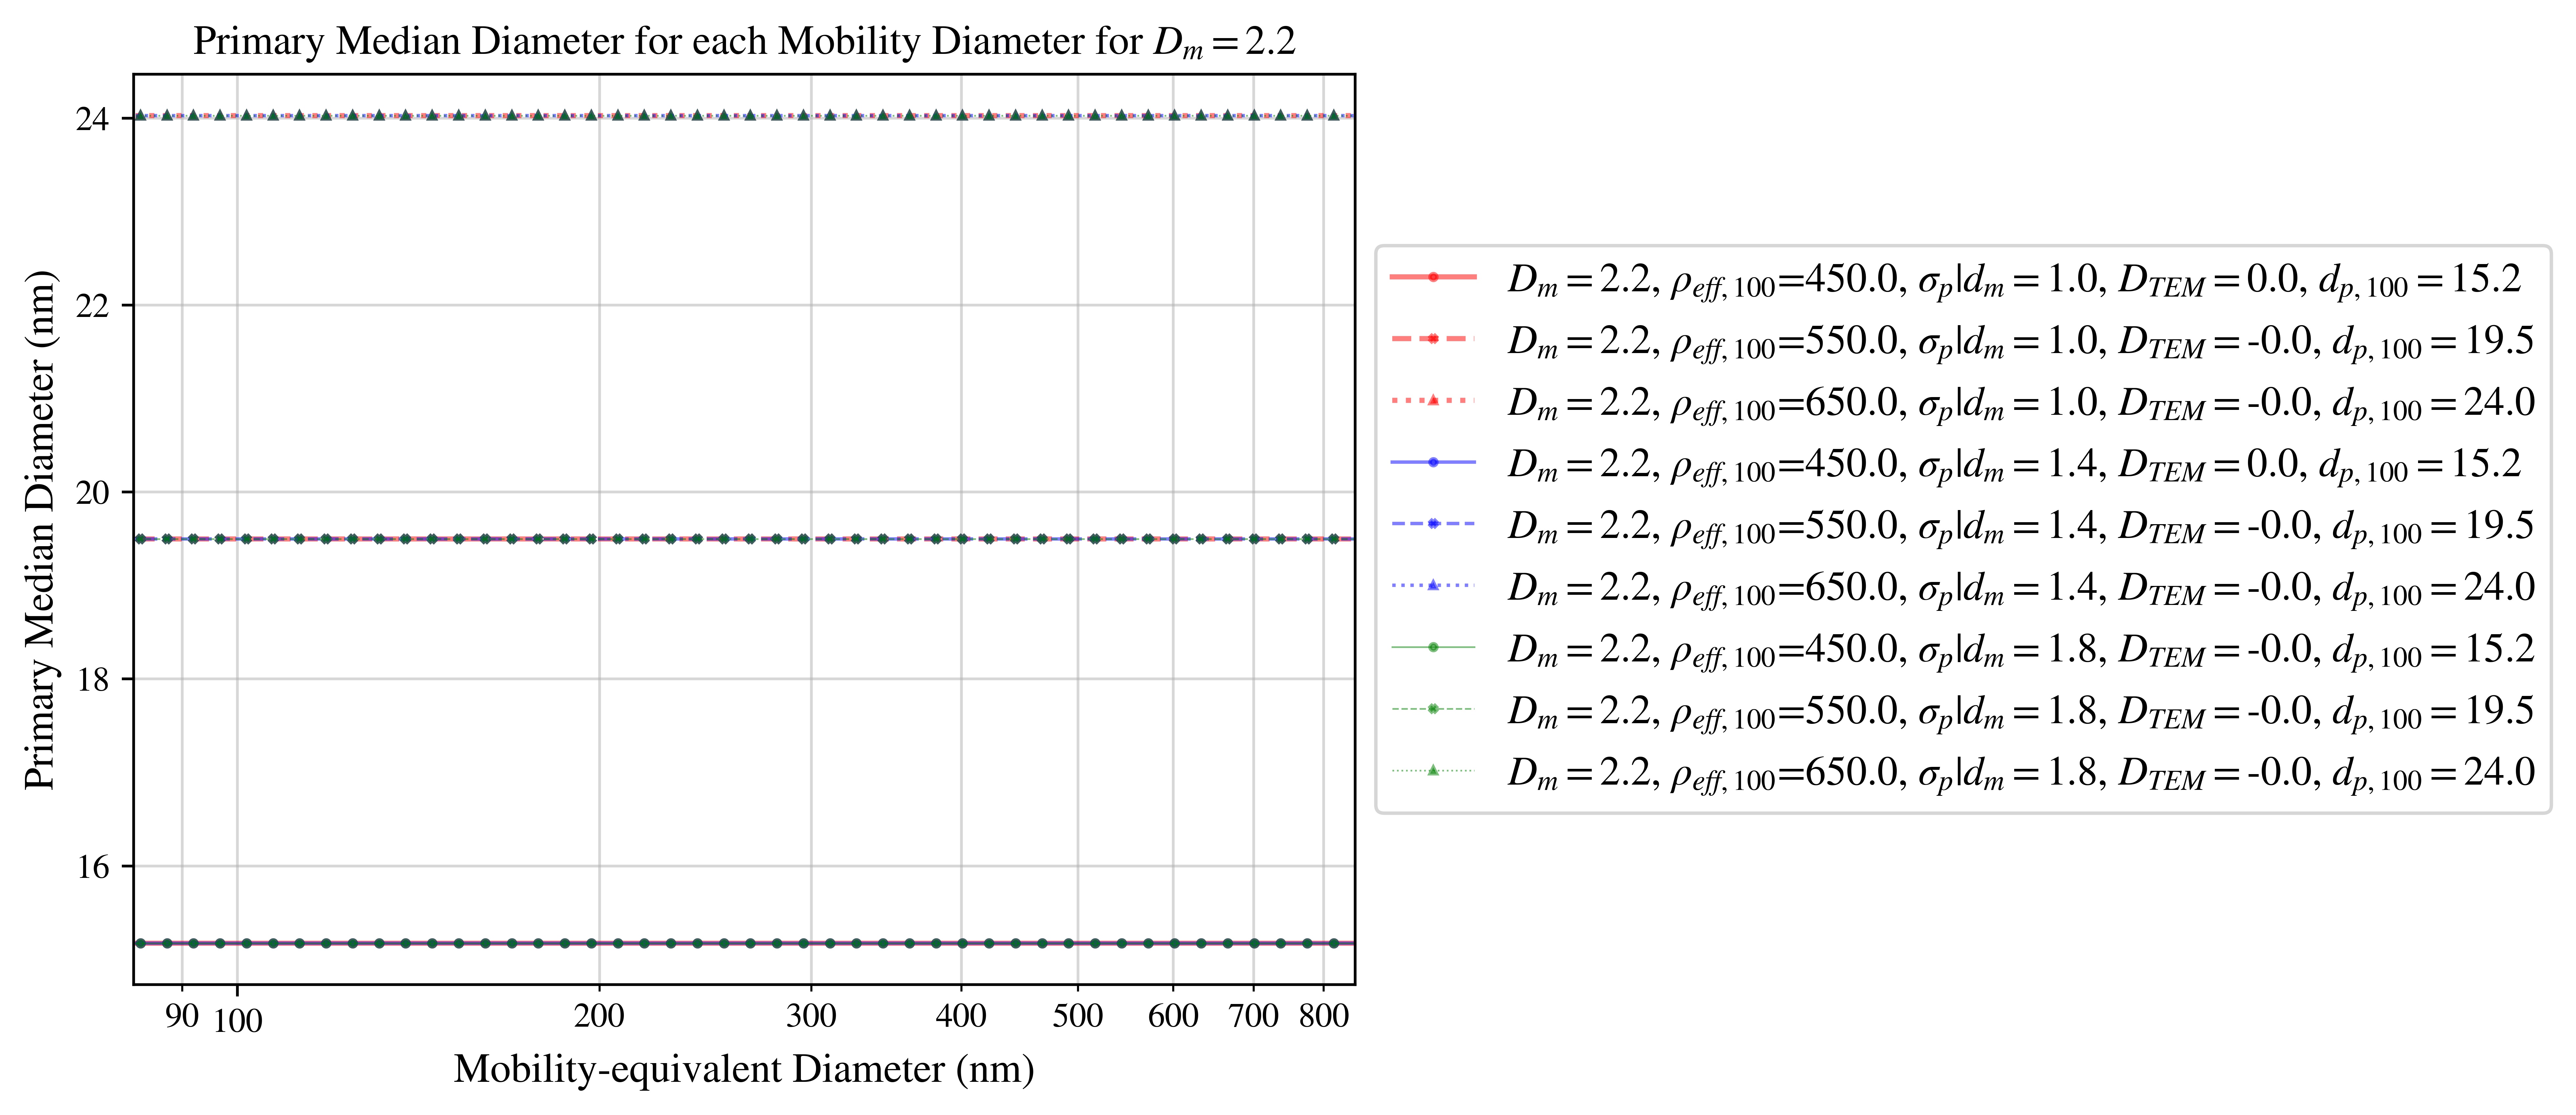 Primary Median Diameter for each Mobility Diameter for Dₘ = 2.2
Primary Median Diameter (nm)
24
22
20
18
16
90 100 200 300 400 500 600 700 800
Mobility-equivalent Diameter (nm)
D_m = 2.2, ρ_eff,100=450.0, σ_p|d_m = 1.0, D_TEM = 0.0, d_p,100 = 15.2
D_m = 2.2, ρ_eff,100=550.0, σ_p|d_m = 1.0, D_TEM = -0.0, d_p,100 = 19.5
D_m = 2.2, ρ_eff,100=650.0, σ_p|d_m = 1.0, D_TEM = -0.0, d_p,100 = 24.0
D_m = 2.2, ρ_eff,100=450.0, σ_p|d_m = 1.4, D_TEM = 0.0, d_p,100 = 15.2
D_m = 2.2, ρ_eff,100=550.0, σ_p|d_m = 1.4, D_TEM = -0.0, d_p,100 = 19.5
D_m = 2.2, ρ_eff,100=650.0, σ_p|d_m = 1.4, D_TEM = -0.0, d_p,100 = 24.0
D_m = 2.2, ρ_eff,100=450.0, σ_p|d_m = 1.8, D_TEM = -0.0, d_p,100 = 15.2
D_m = 2.2, ρ_eff,100=550.0, σ_p|d_m = 1.8, D_TEM = -0.0, d_p,100 = 19.5
D_m = 2.2, ρ_eff,100=650.0, σ_p|d_m = 1.8, D_TEM = -0.0, d_p,100 = 24.0